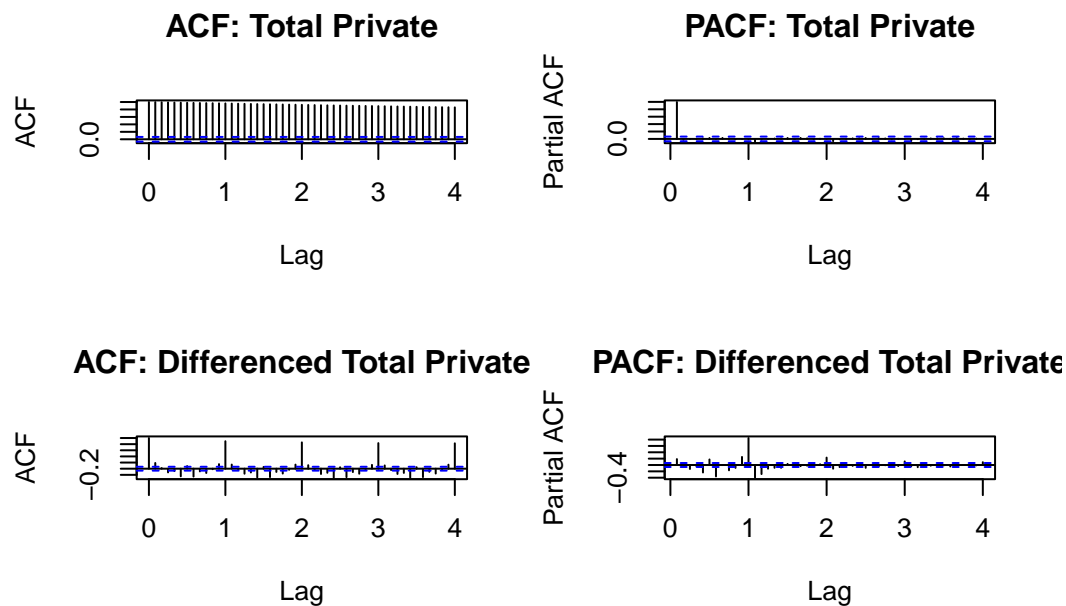 ACF: Total Private
ACF
0.0
0 1 2 3 4
Lag
PACF: Total Private
Partial ACF
0.0
0 1 2 3 4
Lag
ACF: Differenced Total Private
ACF
−0.2
0 1 2 3 4
Lag
PACF: Differenced Total Private
Partial ACF
−0.4
0 1 2 3 4
Lag